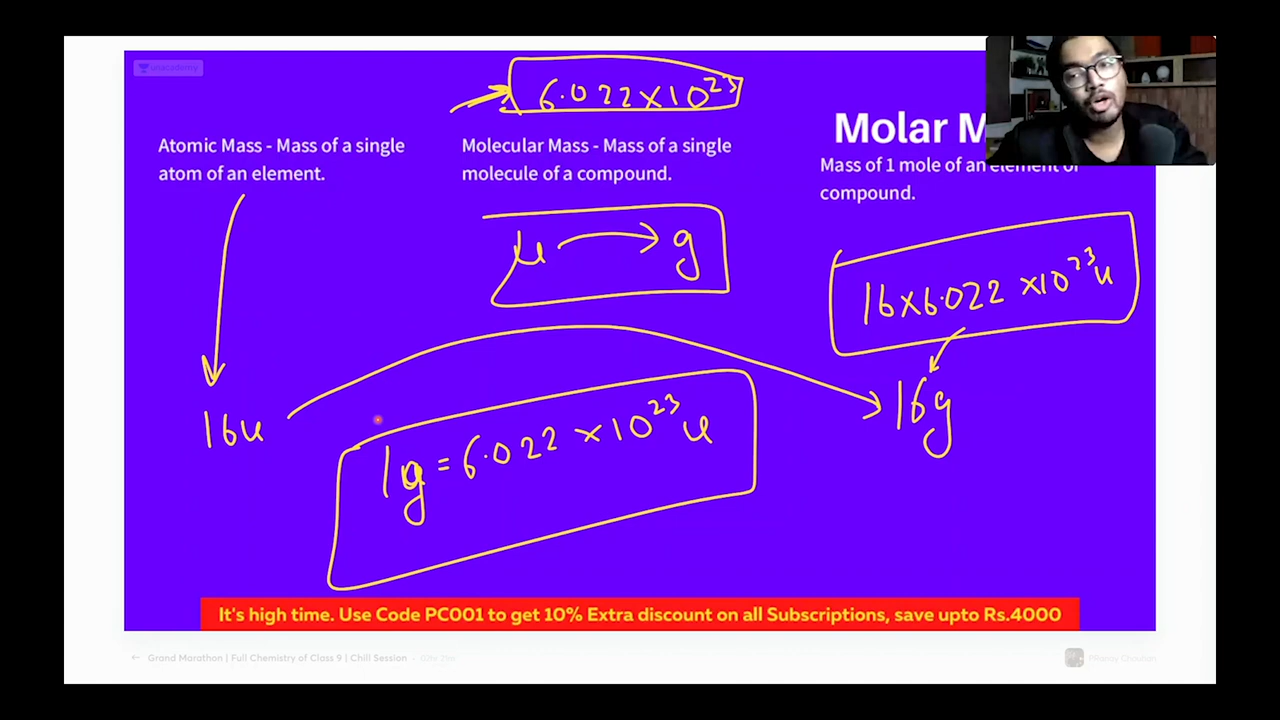 unacademy
6.022×10²³
Atomic Mass - Mass of a single
atom of an element.
Molecular Mass - Mass of a single
molecule of a compound.
Molar M
Mass of 1 mole of an element or
compound.
u → g
16×6.022 ×10²³u
16u
16g
1g = 6.022 ×10²³u
It's high time. Use Code PC001 to get 10% Extra discount on all Subscriptions, save upto Rs.4000
← Grand Marathon | Full Chemistry of Class 9 | Chill Session